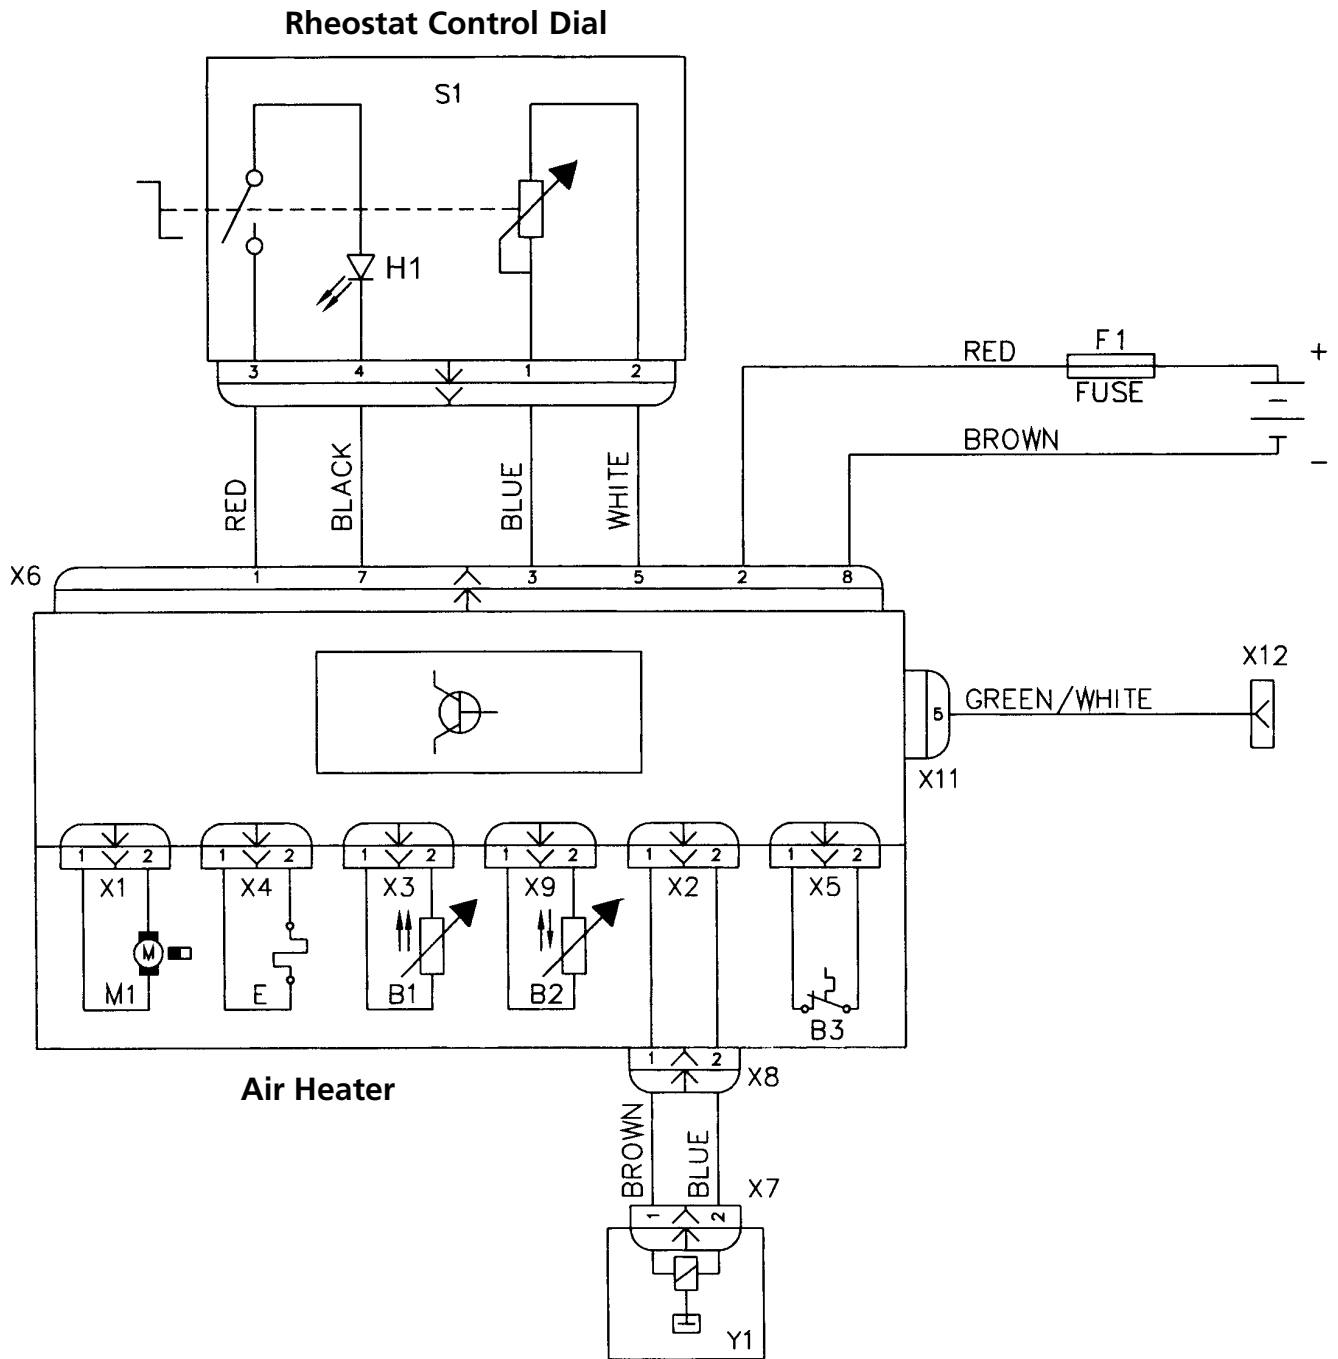 Rheostat Control Dial
S1
H1
3 4 1 2
RED
F1
FUSE
+
BROWN
–
RED
BLACK
BLUE
WHITE
X6
1 7 3 5 2 8
X12
GREEN/WHITE
5
X11
1 2 1 2 1 2 1 2 1 2 1 2
X1 X4 X3 X9 X2 X5
M
M1 E B1 B2 B3
1 2
X8
Air Heater
BROWN
BLUE
X7
1 2
Y1